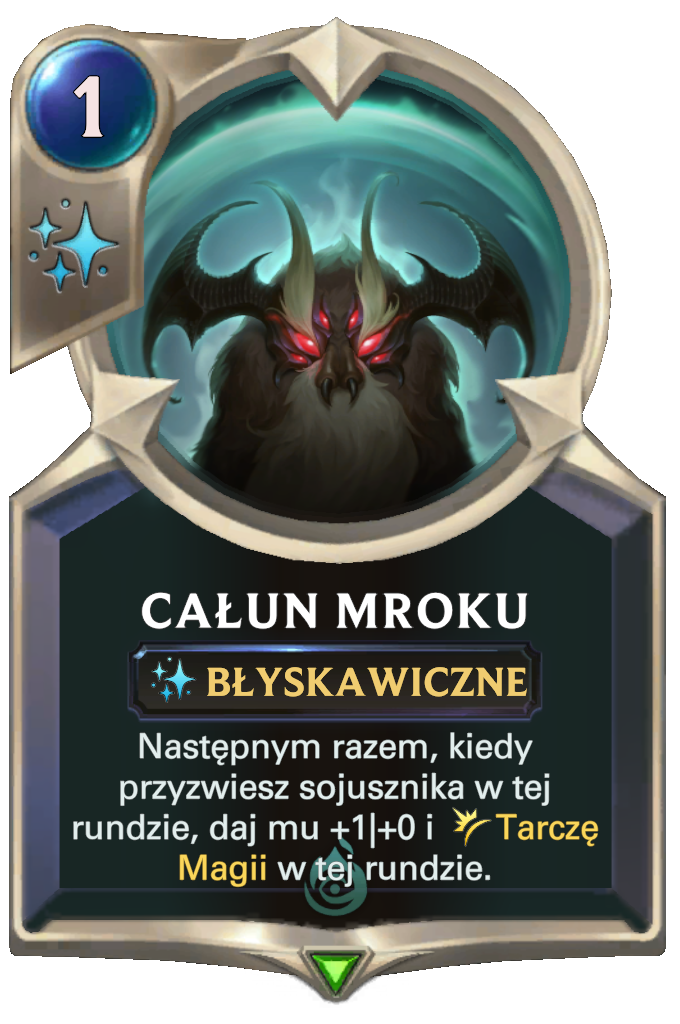 1
CAŁUN MROKU
BŁYSKAWICZNE
Następnym razem, kiedy
przyzwiesz sojusznika w tej
rundzie, daj mu +1|+0 i Tarczę
Magii w tej rundzie.